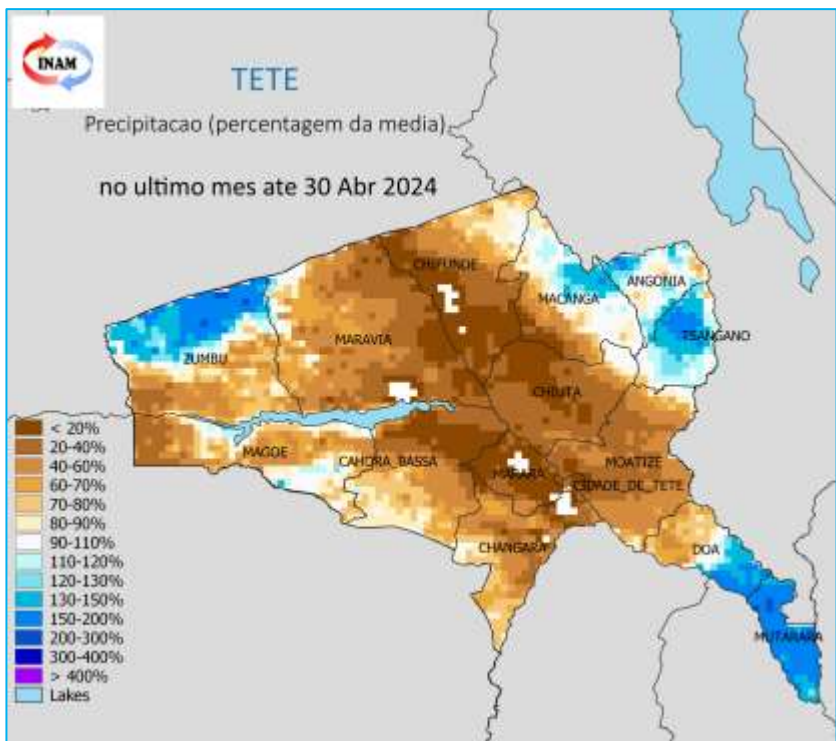 INAM
TETE
Precipitacao (percentagem da media)
no ultimo mes ate 30 Abr 2024
CHIFUNDE
ANGONIA
MACANGA
TSANGANO
MARAVIA
ZUMBU
CHIUTA
MAGOE
CAHORA_BASSA
MARARA
MOATIZE
CIDADE_DE_TETE
CHANGARA
DOA
MUTARARA
< 20%
20-40%
40-60%
60-70%
70-80%
80-90%
90-110%
110-120%
120-130%
130-150%
150-200%
200-300%
300-400%
> 400%
Lakes